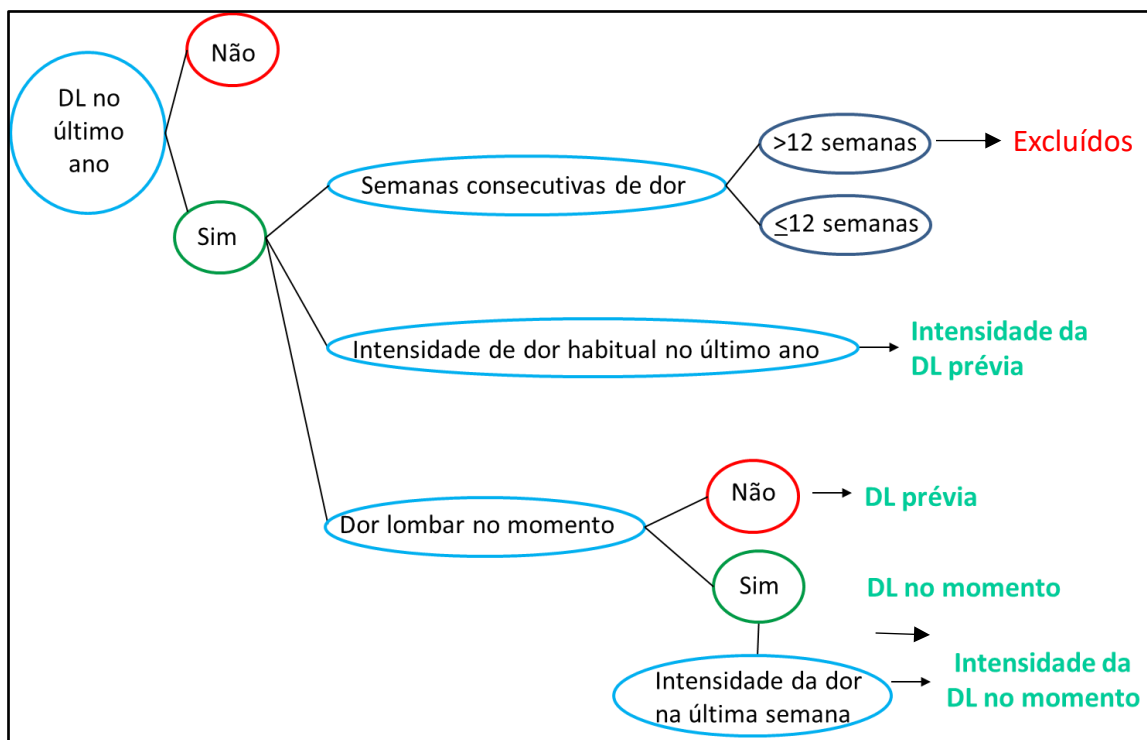 DL no
último
ano
Não
Sim
Semanas consecutivas de dor
>12 semanas
Excluídos
≤12 semanas
Intensidade de dor habitual no último ano
Intensidade da
DL prévia
Dor lombar no momento
Não
DL prévia
Sim
DL no momento
Intensidade da dor
na última semana
Intensidade da
DL no momento